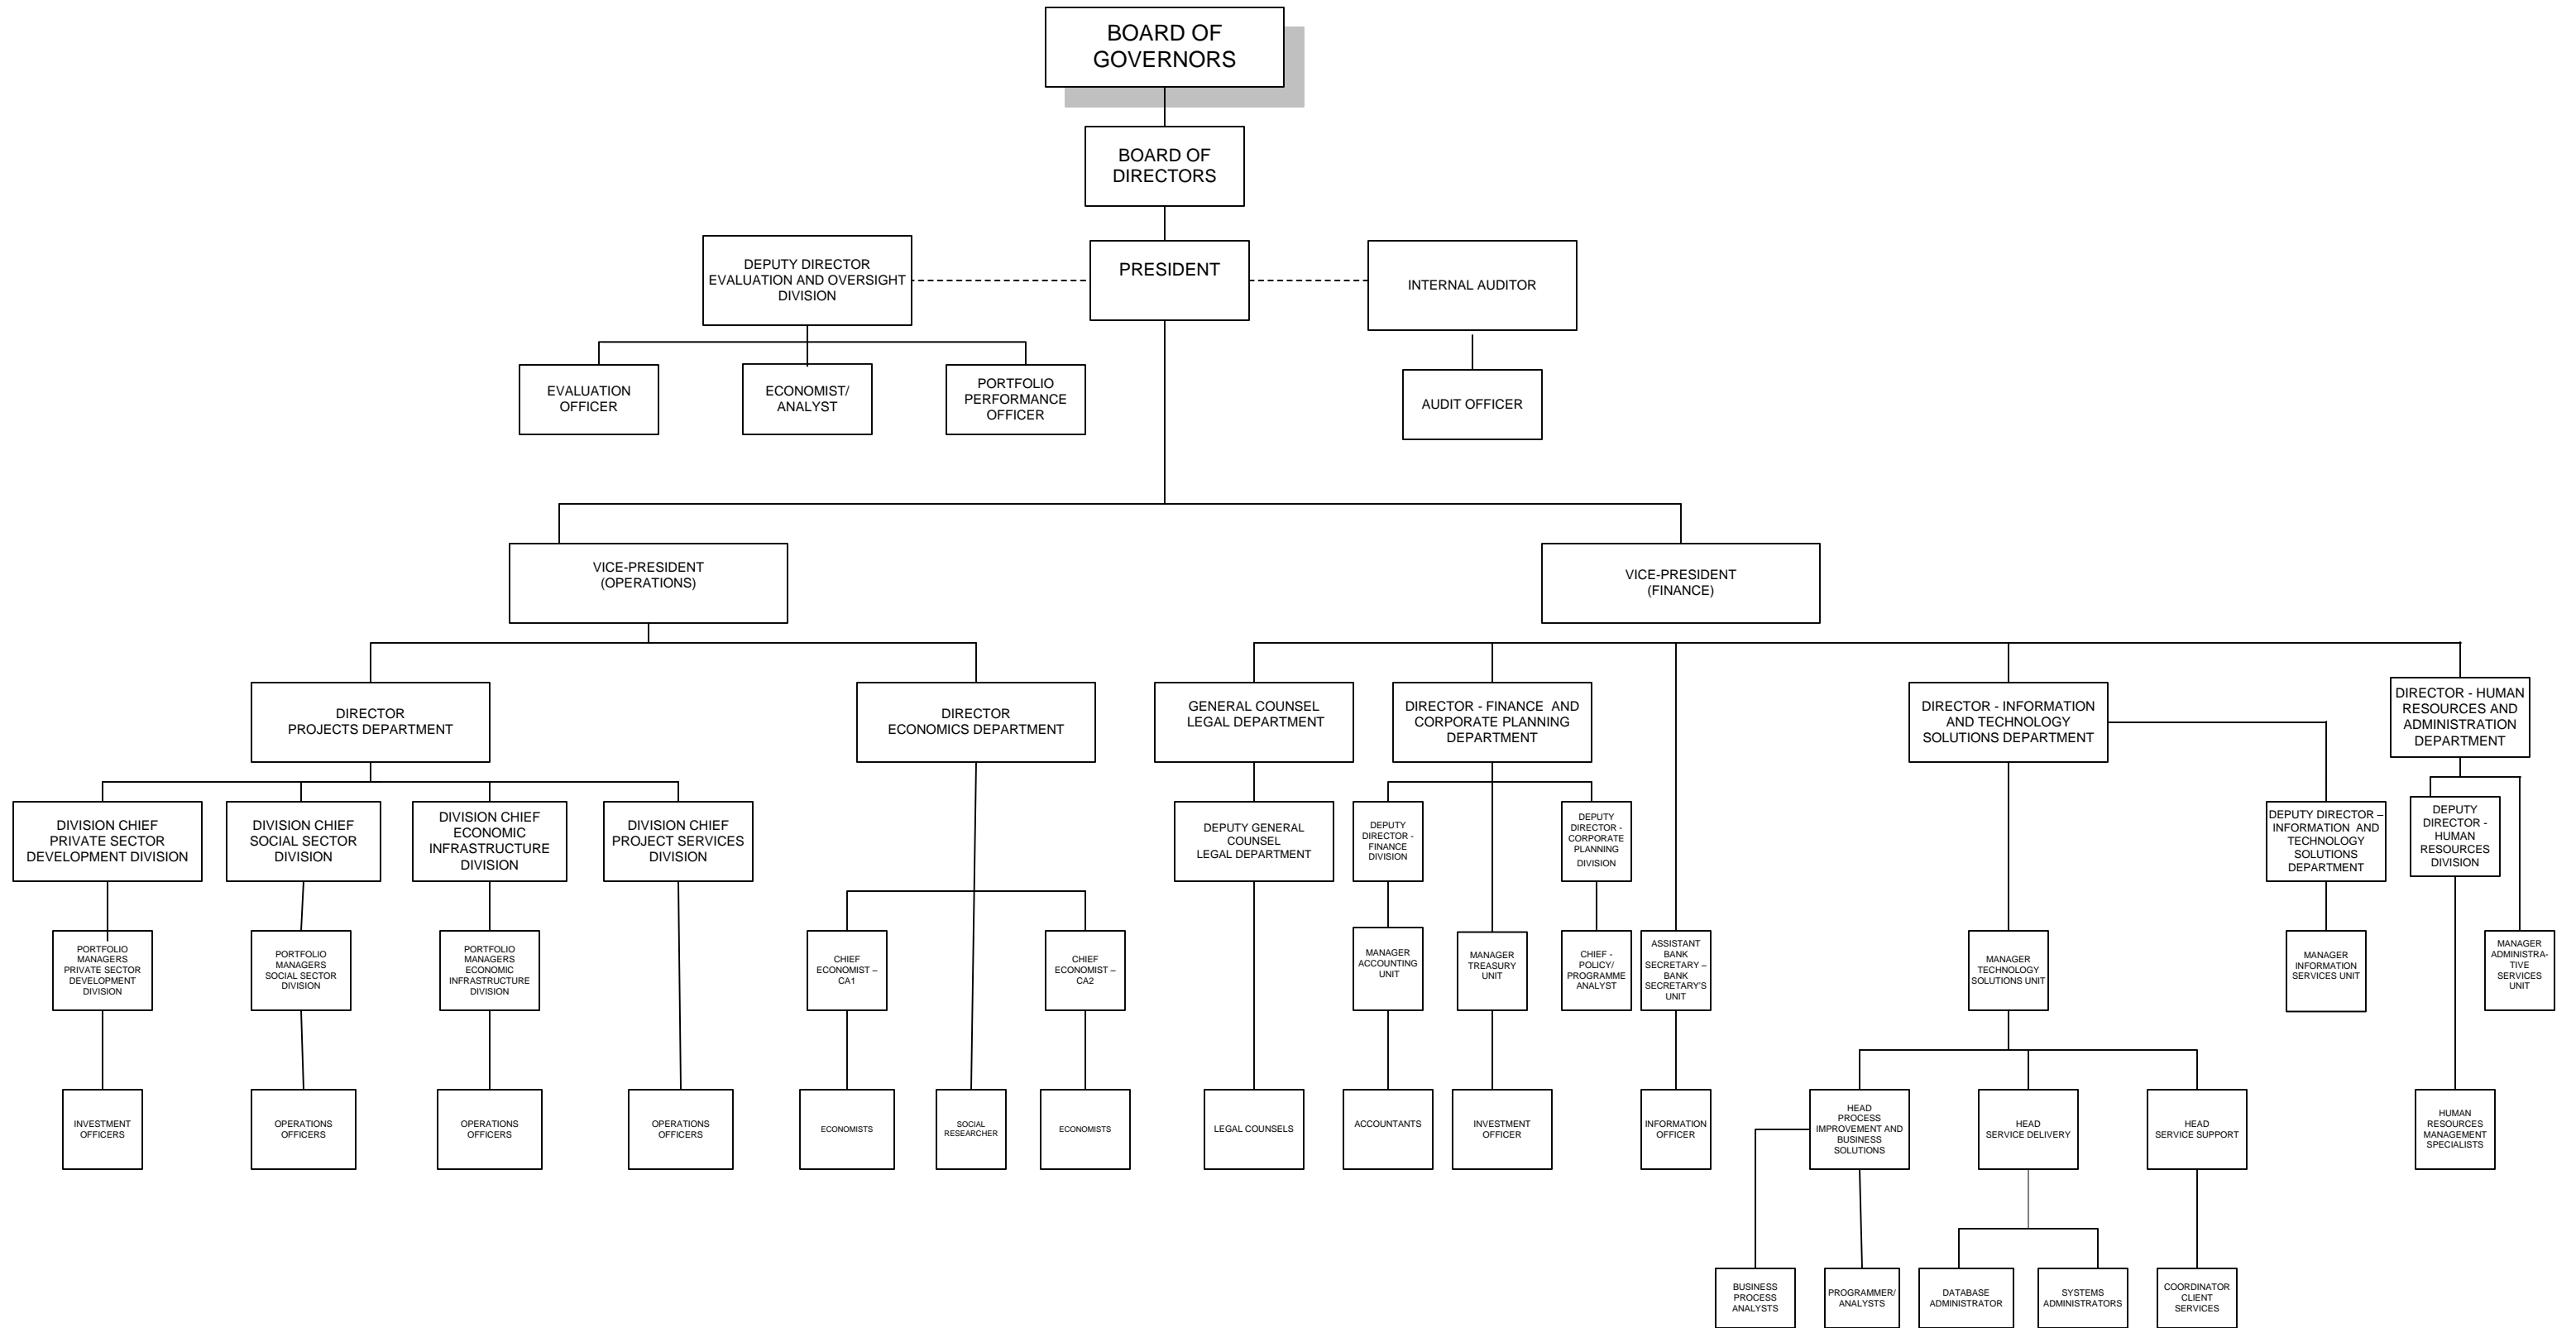 BOARD OF
GOVERNORS
BOARD OF
DIRECTORS
DEPUTY DIRECTOR
EVALUATION AND OVERSIGHT
DIVISION
PRESIDENT
INTERNAL AUDITOR
EVALUATION
OFFICER
ECONOMIST/
ANALYST
PORTFOLIO
PERFORMANCE
OFFICER
AUDIT OFFICER
VICE-PRESIDENT
(OPERATIONS)
VICE-PRESIDENT
(FINANCE)
DIRECTOR
PROJECTS DEPARTMENT
DIRECTOR
ECONOMICS DEPARTMENT
GENERAL COUNSEL
LEGAL DEPARTMENT
DIRECTOR - FINANCE AND
CORPORATE PLANNING
DEPARTMENT
DIRECTOR - INFORMATION
AND TECHNOLOGY
SOLUTIONS DEPARTMENT
DIRECTOR - HUMAN
RESOURCES AND
ADMINISTRATION
DEPARTMENT
DIVISION CHIEF
PRIVATE SECTOR
DEVELOPMENT DIVISION
DIVISION CHIEF
SOCIAL SECTOR
DIVISION
DIVISION CHIEF
ECONOMIC
INFRASTRUCTURE
DIVISION
DIVISION CHIEF
PROJECT SERVICES
DIVISION
DEPUTY GENERAL
COUNSEL
LEGAL DEPARTMENT
DEPUTY
DIRECTOR -
FINANCE
DIVISION
DEPUTY
DIRECTOR -
CORPORATE
PLANNING
DIVISION
DEPUTY DIRECTOR –
INFORMATION AND
TECHNOLOGY
SOLUTIONS
DEPARTMENT
DEPUTY
DIRECTOR -
HUMAN
RESOURCES
DIVISION
PORTFOLIO
MANAGERS
PRIVATE SECTOR
DEVELOPMENT
DIVISION
PORTFOLIO
MANAGERS
SOCIAL SECTOR
DIVISION
PORTFOLIO
MANAGERS
ECONOMIC
INFRASTRUCTURE
DIVISION
CHIEF
ECONOMIST –
CA1
CHIEF
ECONOMIST –
CA2
MANAGER
ACCOUNTING
UNIT
MANAGER
TREASURY
UNIT
CHIEF -
POLICY/
PROGRAMME
ANALYST
ASSISTANT
BANK
SECRETARY –
BANK
SECRETARY'S
UNIT
MANAGER
TECHNOLOGY
SOLUTIONS UNIT
MANAGER
INFORMATION
SERVICES UNIT
MANAGER
ADMINISTRA-
TIVE
SERVICES
UNIT
INVESTMENT
OFFICERS
OPERATIONS
OFFICERS
OPERATIONS
OFFICERS
OPERATIONS
OFFICERS
ECONOMISTS
SOCIAL
RESEARCHER
ECONOMISTS
LEGAL COUNSELS
ACCOUNTANTS
INVESTMENT
OFFICER
INFORMATION
OFFICER
HEAD
PROCESS
IMPROVEMENT AND
BUSINESS
SOLUTIONS
HEAD
SERVICE DELIVERY
HEAD
SERVICE SUPPORT
HUMAN
RESOURCES
MANAGEMENT
SPECIALISTS
BUSINESS
PROCESS
ANALYSTS
PROGRAMMER/
ANALYSTS
DATABASE
ADMINISTRATOR
SYSTEMS
ADMINISTRATORS
COORDINATOR
CLIENT
SERVICES